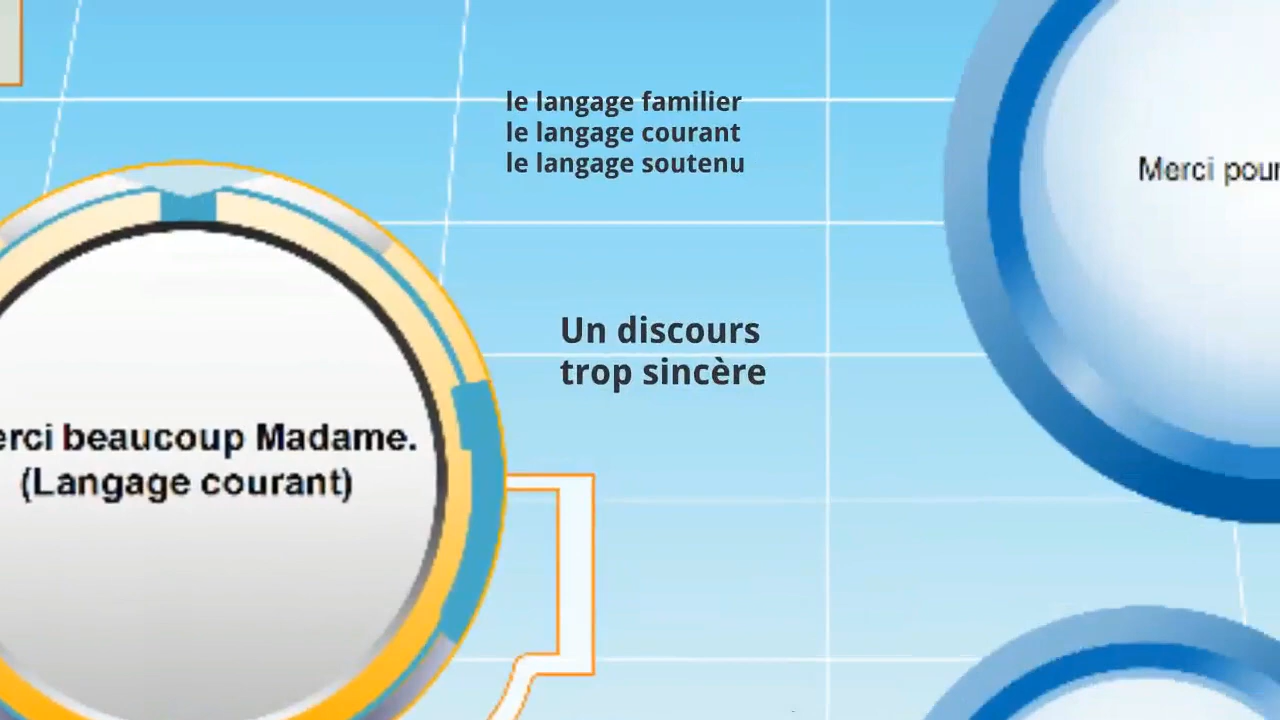 le langage familier
le langage courant
le langage soutenu
Merci pour
Un discours
trop sincère
erci beaucoup Madame.
(Langage courant)